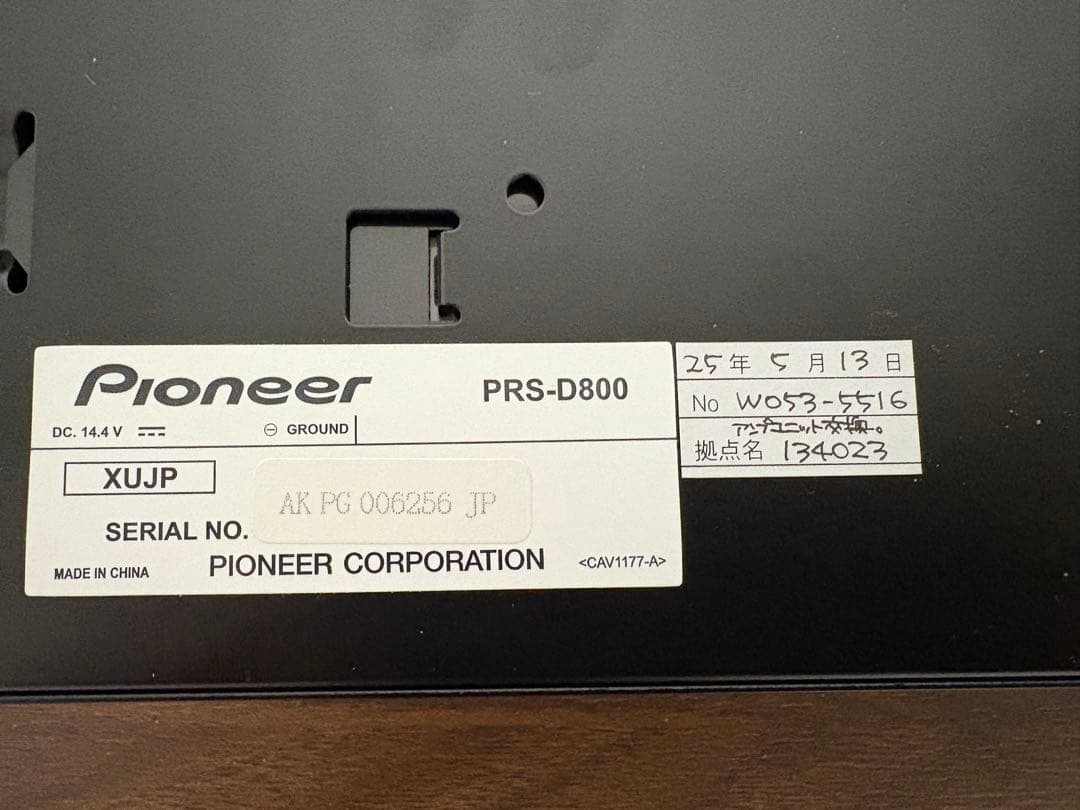 Pioneer
PRS-D800
DC. 14.4 V ⎓
⊖ GROUND
XUJP
SERIAL NO.
AK PG 006256 JP
MADE IN CHINA
PIONEER CORPORATION
<CAV1177-A>
25年 5月 13日
No W053-5516
アンプユニット交換。
拠点名 134023